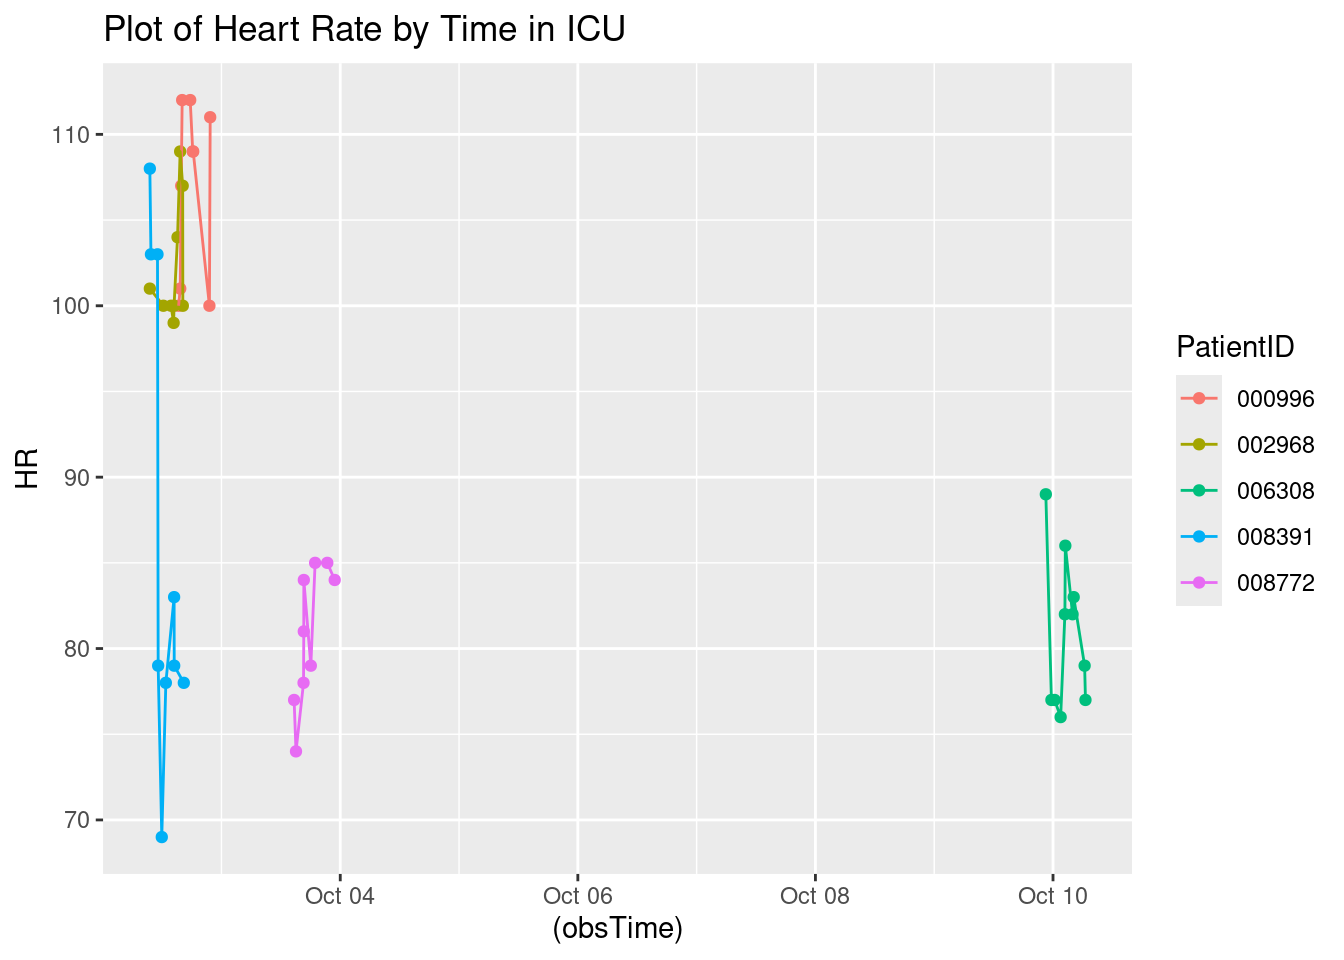 Plot of Heart Rate by Time in ICU
110
100
90
80
70
HR
Oct 04
Oct 06
Oct 08
Oct 10
(obsTime)
PatientID
000996
002968
006308
008391
008772